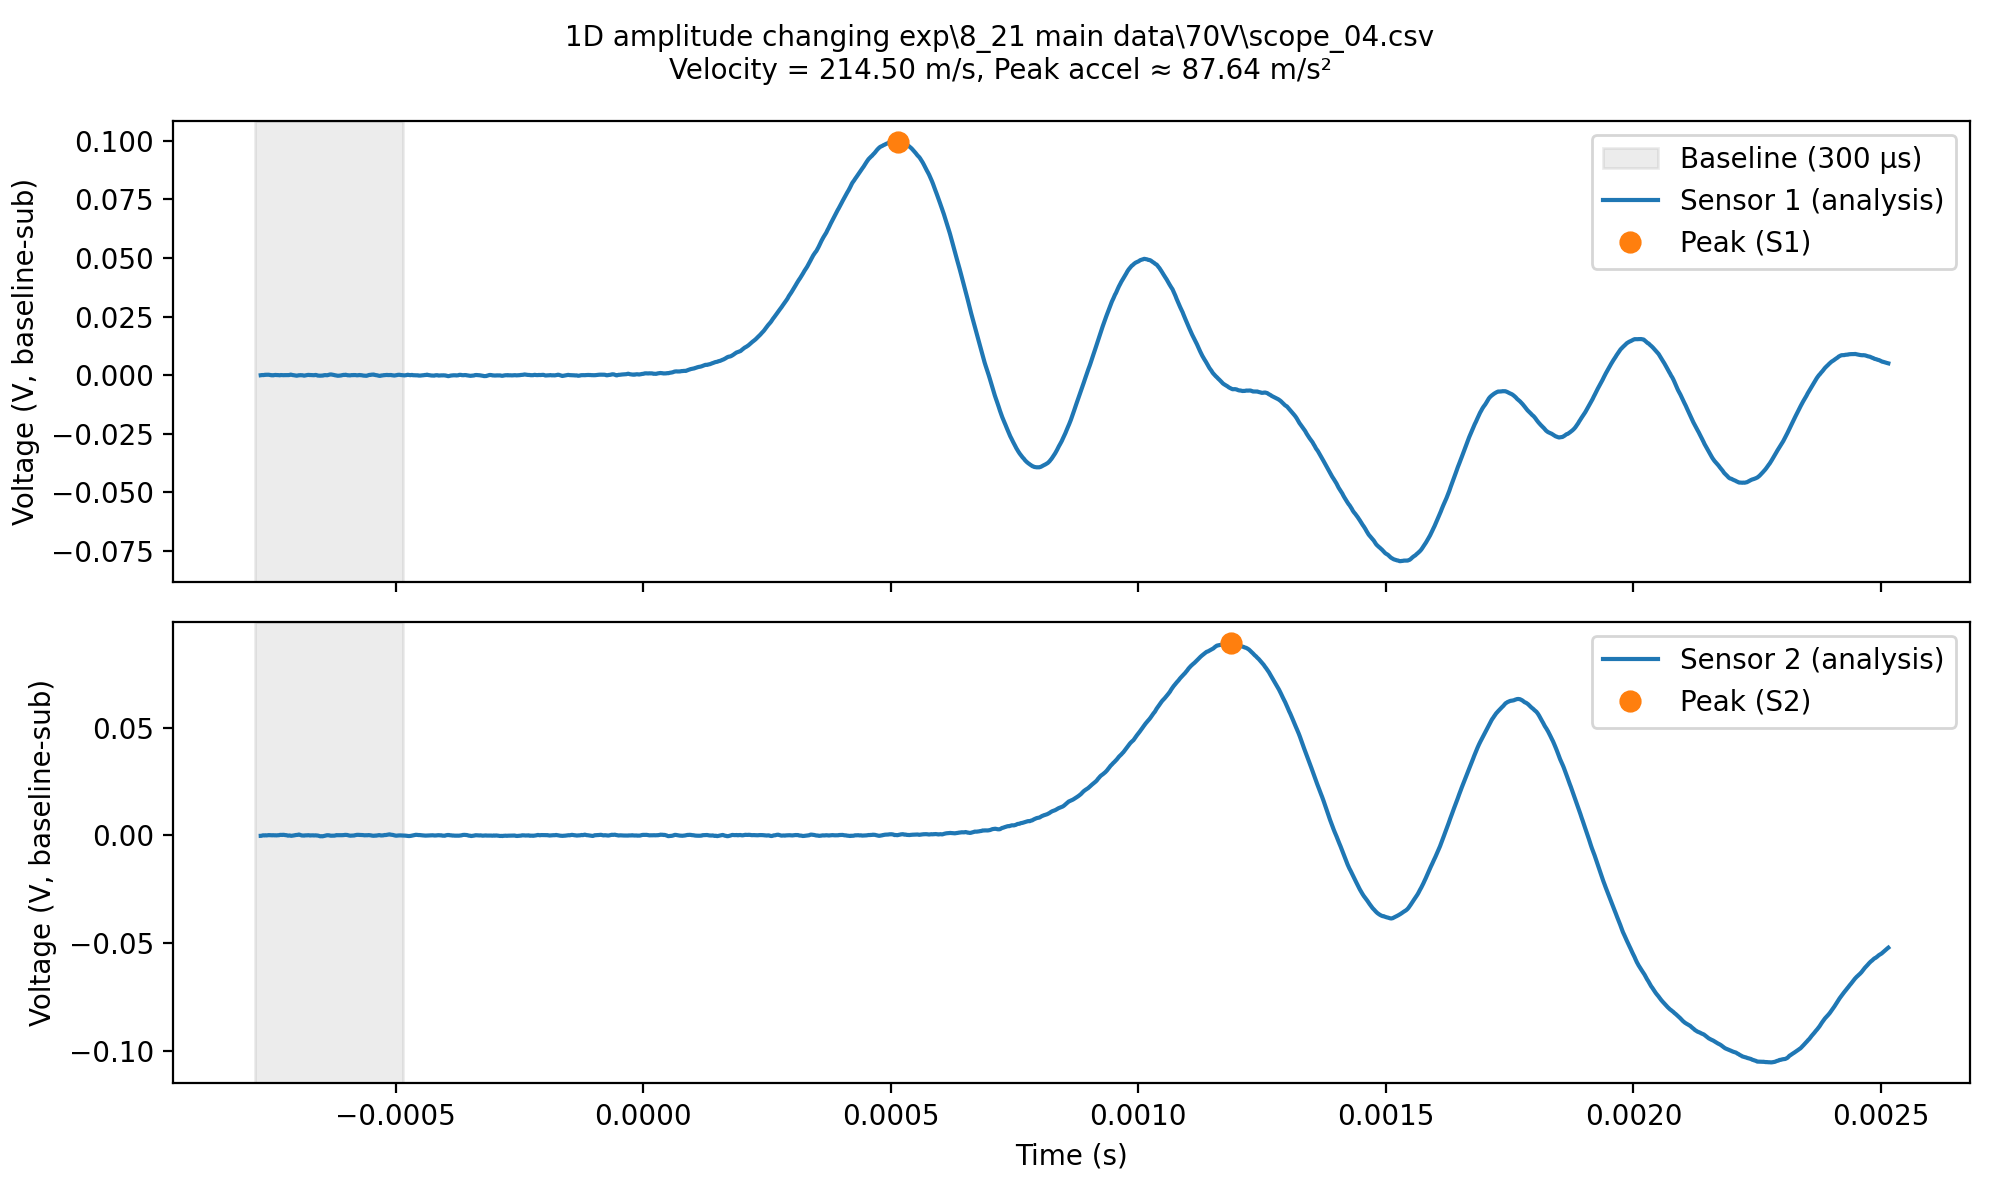 1D amplitude changing exp\8_21 main data\70V\scope_04.csv
Velocity = 214.50 m/s, Peak accel ≈ 87.64 m/s²
Voltage (V, baseline-sub)
0.100
0.075
0.050
0.025
0.000
−0.025
−0.050
−0.075
Baseline (300 μs)
Sensor 1 (analysis)
Peak (S1)
Voltage (V, baseline-sub)
0.05
0.00
−0.05
−0.10
Sensor 2 (analysis)
Peak (S2)
−0.0005 0.0000 0.0005 0.0010 0.0015 0.0020 0.0025
Time (s)